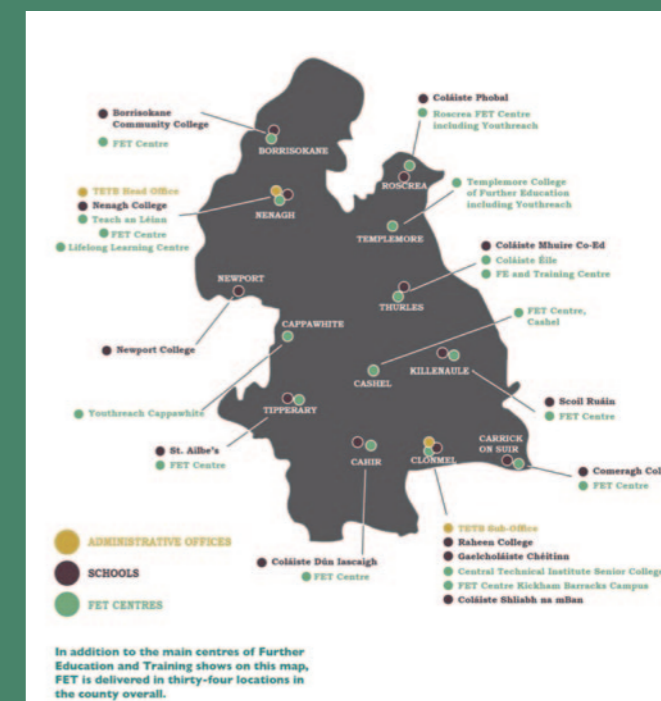 Borrisokane
Community College
FET Centre
BORRISOKANE
Coláiste Phobal
Roscrea FET Centre
including Youthreach
ROSCREA
TETB Head Office
Nenagh College
Teach an Léinn
FET Centre
Lifelong Learning Centre
NENAGH
Templemore College
of Further Education
including Youthreach
TEMPLEMORE
Coláiste Mhuire Co-Ed
Coláiste Éile
FE and Training Centre
THURLES
NEWPORT
Newport College
CAPPAWHITE
FET Centre,
Cashel
CASHEL
KILLENAULE
Scoil Ruáin
FET Centre
Youthreach Cappawhite
TIPPERARY
St. Ailbe's
FET Centre
CAHIR
CLONMEL
CARRICK
ON SUIR
Comeragh Col
FET Centre
TETB Sub-Office
Raheen College
Gaelcholáiste Chéitinn
Central Technical Institute Senior College
FET Centre Kickham Barracks Campus
Coláiste Shliabh na mBan
Coláiste Dún Iascaigh
FET Centre
ADMINISTRATIVE OFFICES
SCHOOLS
FET CENTRES
In addition to the main centres of Further
Education and Training shows on this map,
FET is delivered in thirty-four locations in
the county overall.